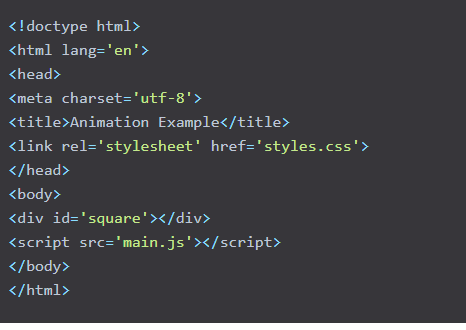 <!doctype html>
<html lang='en'>
<head>
<meta charset='utf-8'>
<title>Animation Example</title>
<link rel='stylesheet' href='styles.css'>
</head>
<body>
<div id='square'></div>
<script src='main.js'></script>
</body>
</html>